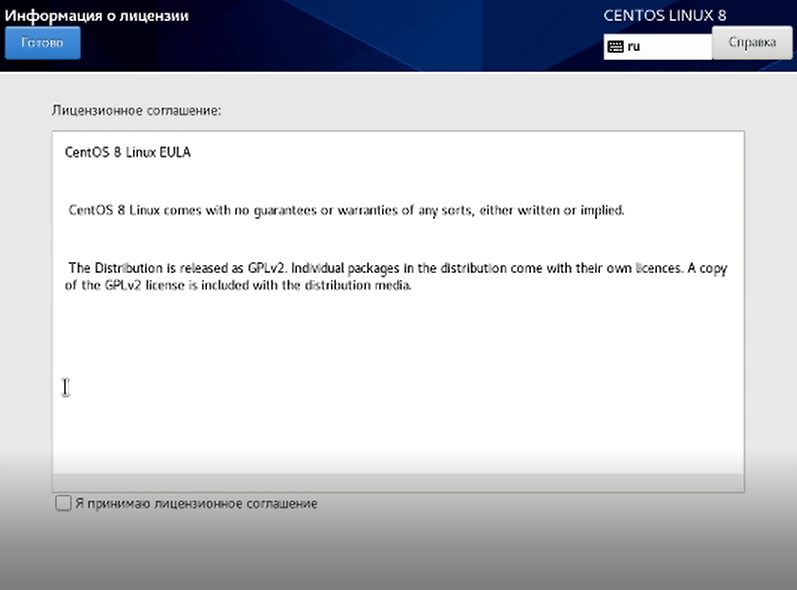 Информация о лицензии
CENTOS LINUX 8
Готово
ru
Справка
Лицензионное соглашение:
CentOS 8 Linux EULA
CentOS 8 Linux comes with no guarantees or warranties of any sorts, either written or implied.
The Distribution is released as GPLv2. Individual packages in the distribution come with their own licences. A copy
of the GPLv2 license is included with the distribution media.
Я принимаю лицензионное соглашение